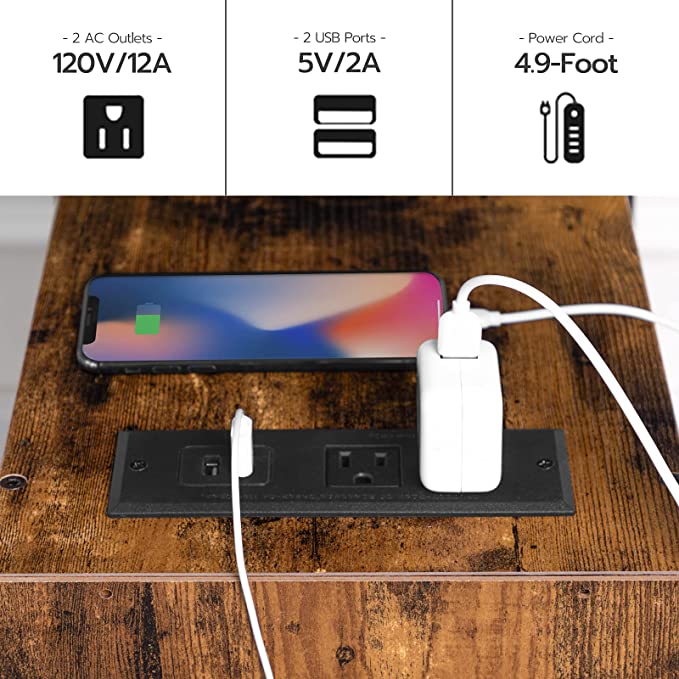 - 2 AC Outlets -
120V/12A
- 2 USB Ports -
5V/2A
- Power Cord -
4.9-Foot